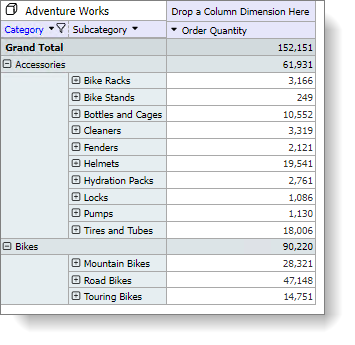 Adventure Works Drop a Column Dimension Here
Category Subcategory Order Quantity
Grand Total 152,151
Accessories 61,931
Bike Racks 3,166
Bike Stands 249
Bottles and Cages 10,552
Cleaners 3,319
Fenders 2,121
Helmets 19,541
Hydration Packs 2,761
Locks 1,086
Pumps 1,130
Tires and Tubes 18,006
Bikes 90,220
Mountain Bikes 28,321
Road Bikes 47,148
Touring Bikes 14,751